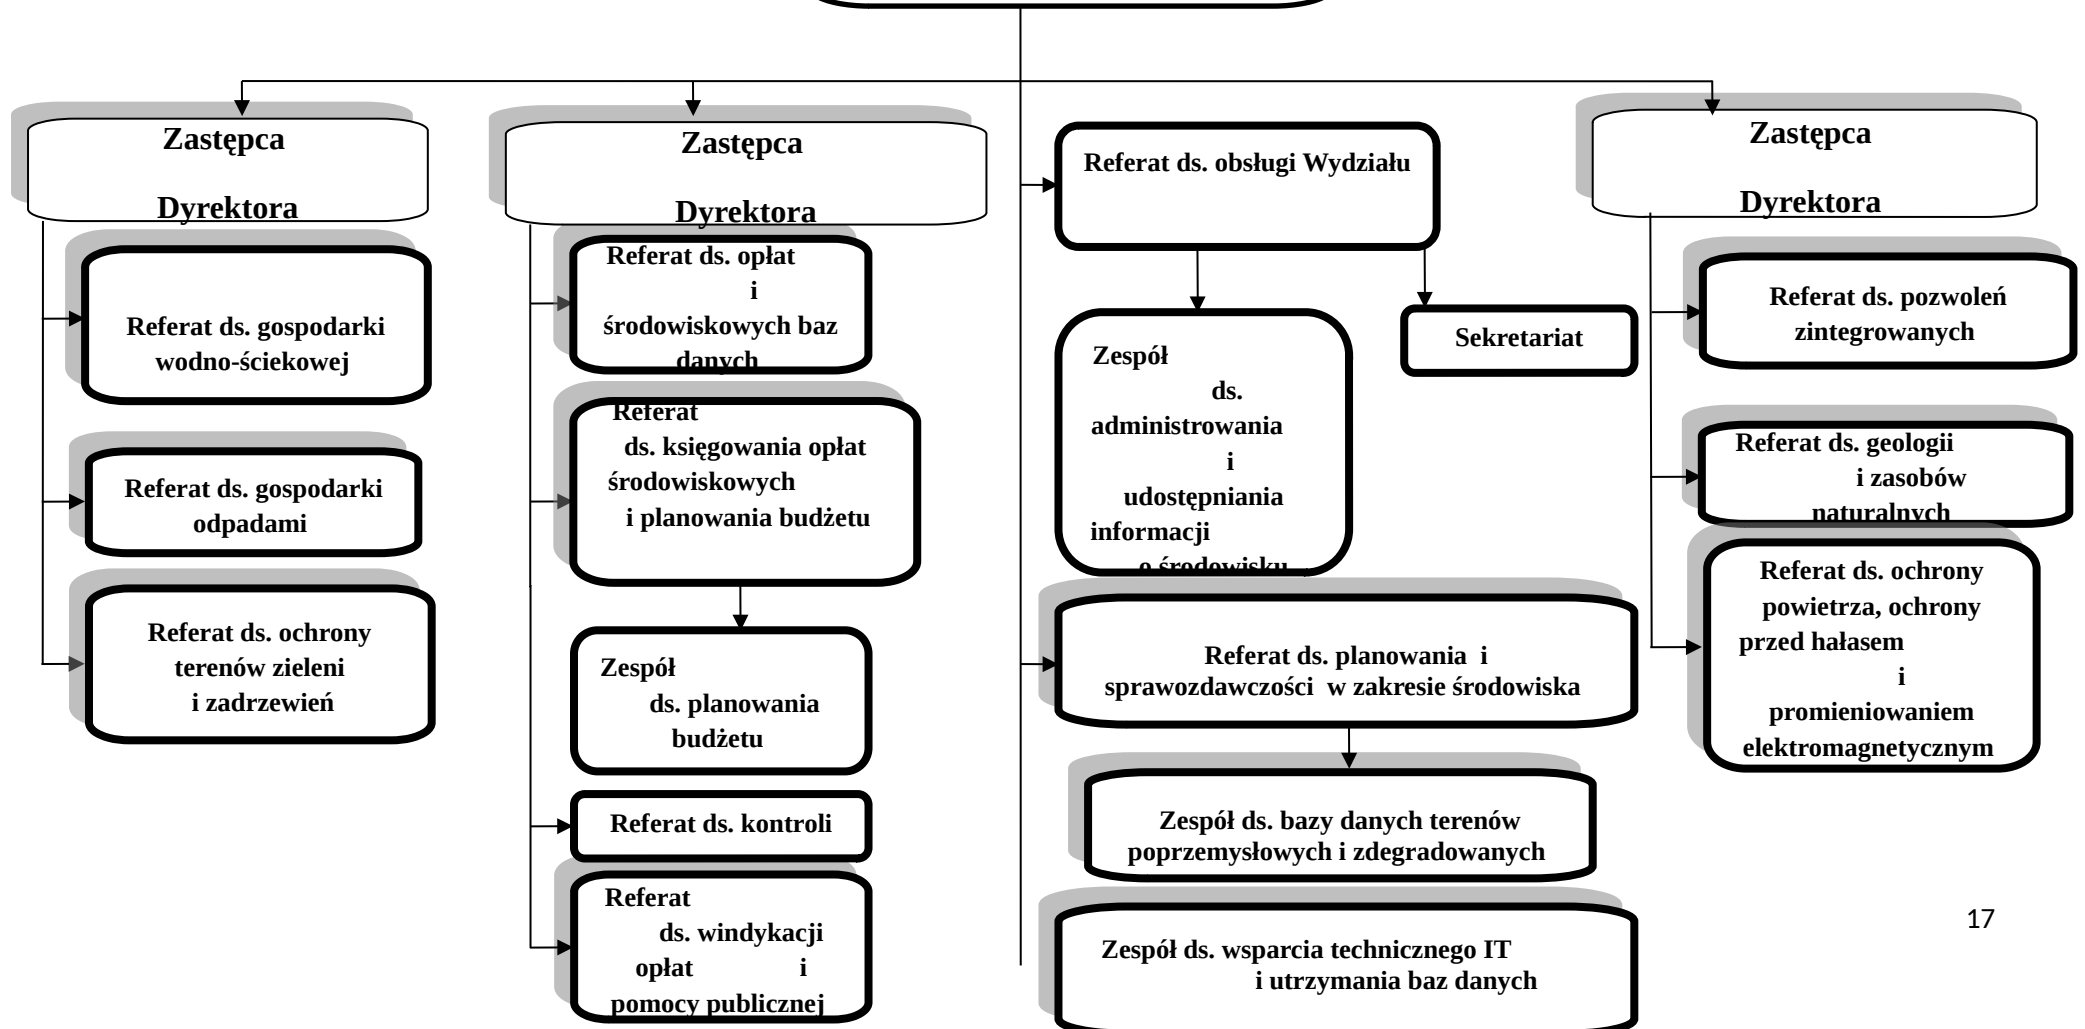 Zastępca
Dyrektora
Referat ds. gospodarki
wodno-ściekowej
Referat ds. gospodarki
odpadami
Referat ds. ochrony
terenów zieleni
i zadrzewień
Zastępca
Dyrektora
Referat ds. opłat
i
środowiskowych baz
danych
Referat
ds. księgowania opłat
środowiskowych
i planowania budżetu
Zespół
ds. planowania
budżetu
Referat ds. kontroli
Referat
ds. windykacji
opłat i
pomocy publicznej
Referat ds. obsługi Wydziału
Zespół
ds.
administrowania
i
udostępniania
informacji
o środowisku
Sekretariat
Referat ds. planowania i
sprawozdawczości w zakresie środowiska
Zespół ds. bazy danych terenów
poprzemysłowych i zdegradowanych
Zespół ds. wsparcia technicznego IT
i utrzymania baz danych
Zastępca
Dyrektora
Referat ds. pozwoleń
zintegrowanych
Referat ds. geologii
i zasobów
naturalnych
Referat ds. ochrony
powietrza, ochrony
przed hałasem
i
promieniowaniem
elektromagnetycznym
17